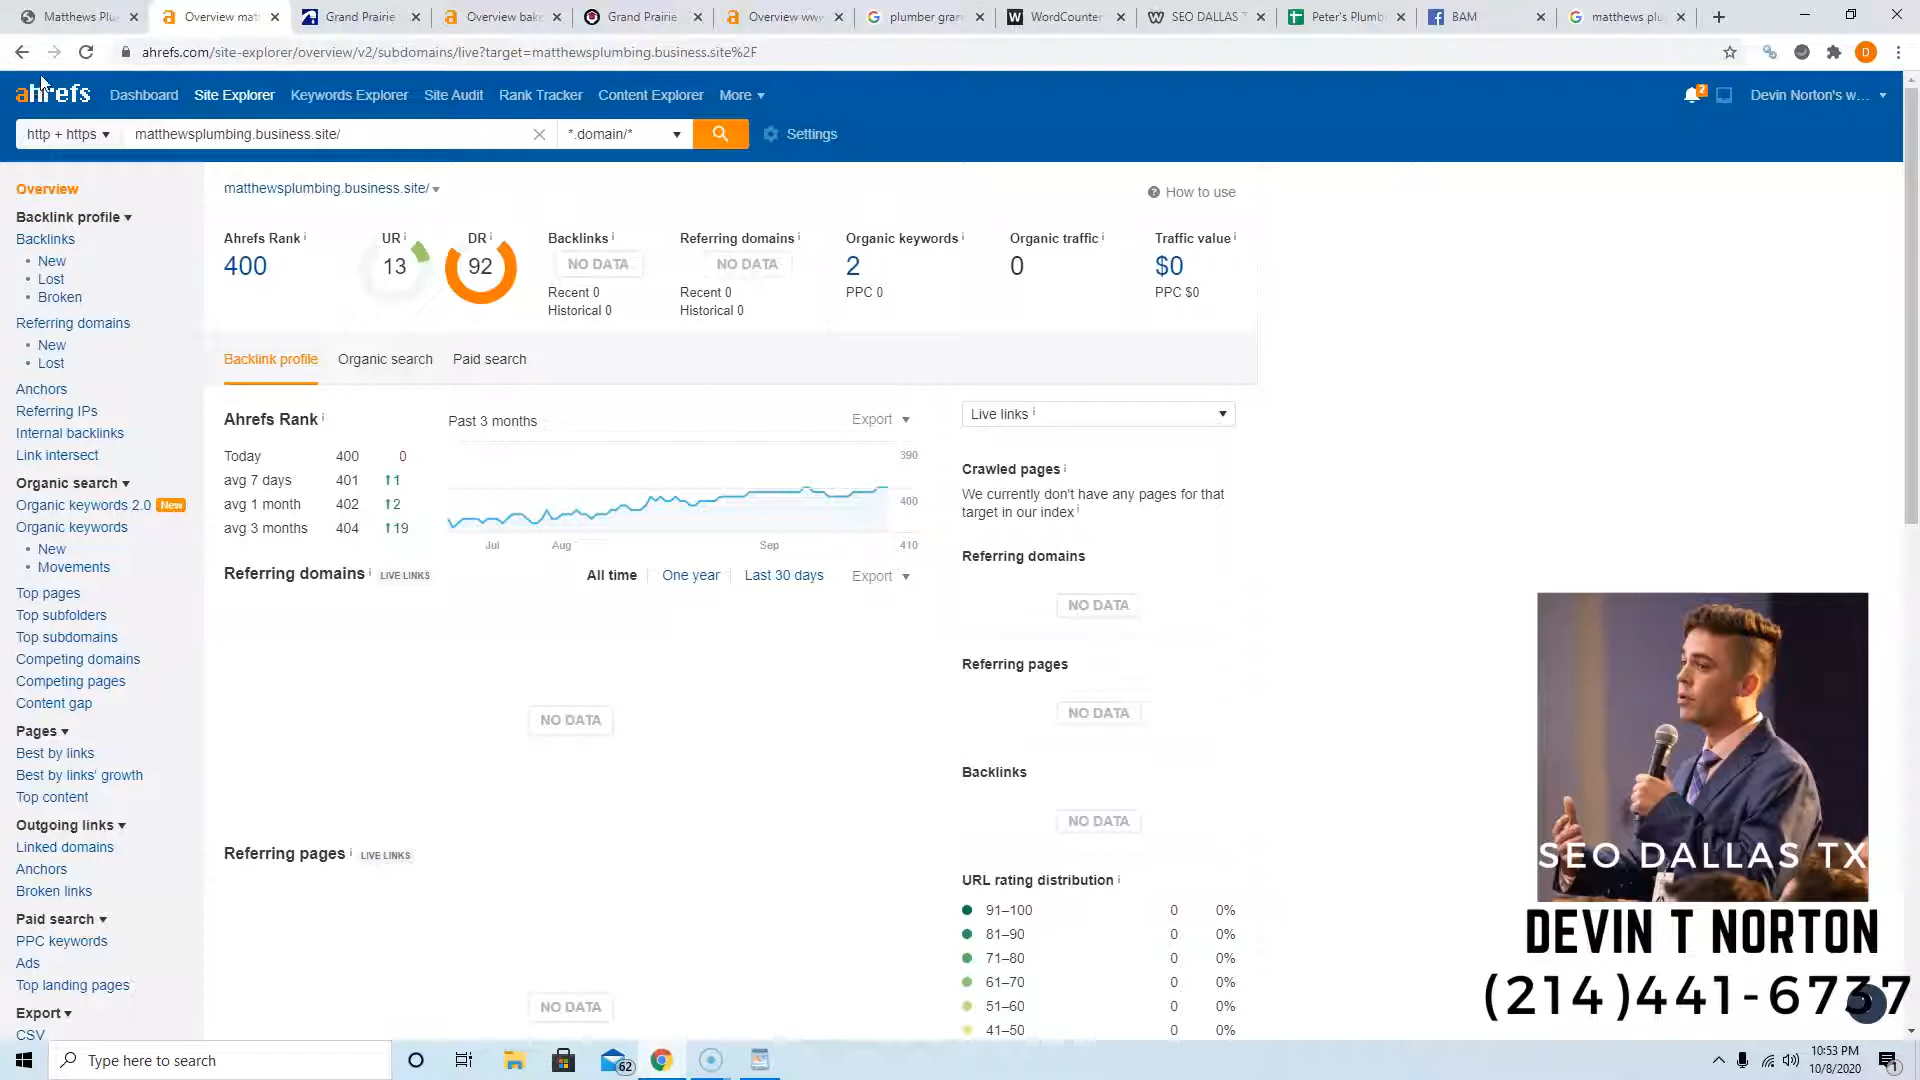 Matthews Plu
Overview mat
Grand Prairie
Overview bake
Grand Prairie
Overview www
plumber gran
WordCounter
SEO DALLAS T
Peter's Plumb
BAM
matthews plu
ahrefs.com/site-explorer/overview/v2/subdomains/live?target=matthewsplumbing.business.site%2F
D
ahrefs Dashboard Site Explorer Keywords Explorer Site Audit Rank Tracker Content Explorer More 2 Devin Norton's w...
http + https matthewsplumbing.business.site/ *.domain/* Settings
Overview
Backlink profile
Backlinks
• New
• Lost
• Broken
Referring domains
• New
• Lost
Anchors
Referring IPs
Internal backlinks
Link intersect
Organic search
Organic keywords 2.0 New
Organic keywords
• New
• Movements
Top pages
Top subfolders
Top subdomains
Competing domains
Competing pages
Content gap
Pages
Best by links
Best by links' growth
Top content
Outgoing links
Linked domains
Anchors
Broken links
Paid search
PPC keywords
Ads
Top landing pages
Export
CSV
matthewsplumbing.business.site/
How to use
Ahrefs Rank UR DR Backlinks Referring domains Organic keywords Organic traffic Traffic value
400 13 92 NO DATA NO DATA 2 0 $0
Recent 0 Recent 0 PPC 0 PPC $0
Historical 0 Historical 0
Backlink profile Organic search Paid search
Ahrefs Rank Past 3 months Export
Today 400 0
avg 7 days 401 ↑1
avg 1 month 402 ↑2
avg 3 months 404 ↑19
390
400
410
Jul Aug Sep
Referring domains LIVE LINKS All time One year Last 30 days Export
NO DATA
Referring pages LIVE LINKS
NO DATA
Live links
Crawled pages
We currently don't have any pages for that
target in our index
Referring domains
NO DATA
Referring pages
NO DATA
Backlinks
NO DATA
URL rating distribution
91–100 0 0%
81–90 0 0%
71–80 0 0%
61–70 0 0%
51–60 0 0%
41–50 0 0%
SEO DALLAS TX
DEVIN T NORTON
(214)441-6737
Type here to search
62
10:53 PM
10/8/2020
1